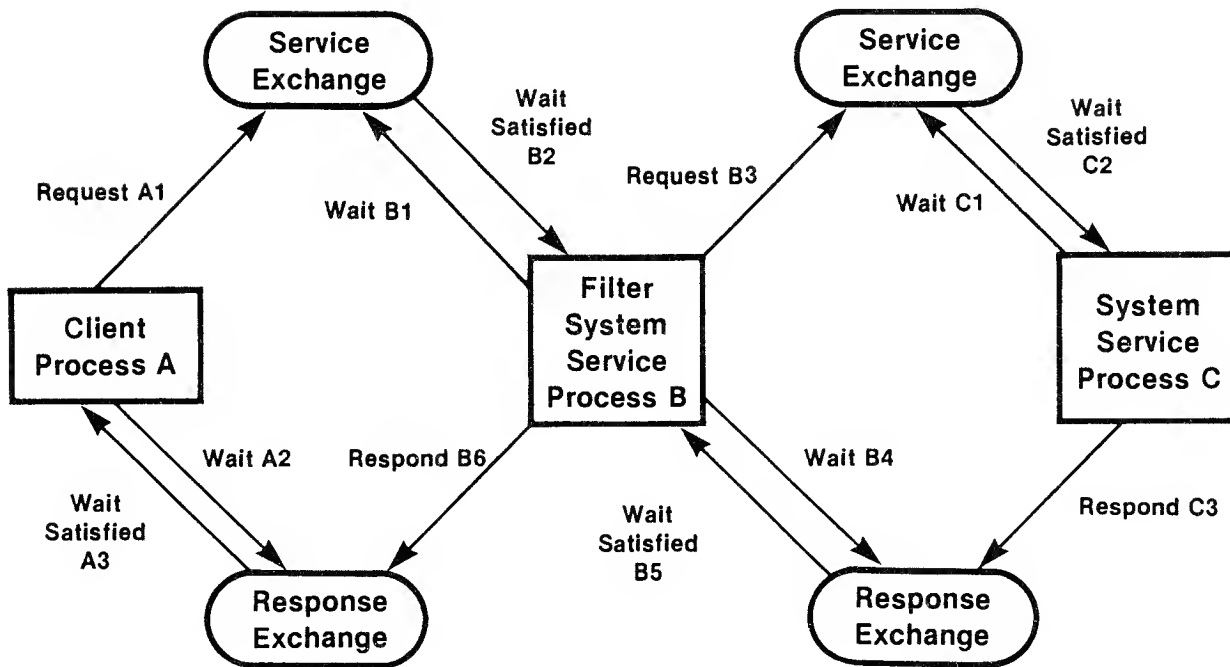 Service
Exchange
Service
Exchange
Wait
Satisfied
B2
Wait
Satisfied
C2
Request A1
Wait B1
Request B3
Wait C1
Client
Process A
Filter
System
Service
Process B
System
Service
Process C
Wait A2
Respond B6
Wait B4
Respond C3
Wait
Satisfied
A3
Wait
Satisfied
B5
Response
Exchange
Response
Exchange